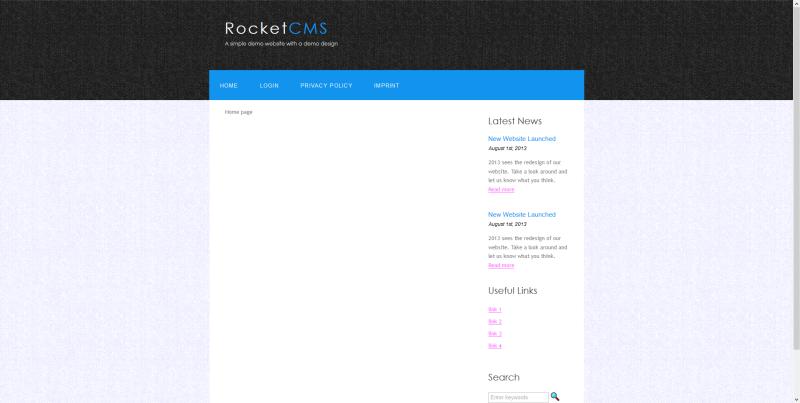 RocketCMS
A simple demo website with a demo design
HOME LOGIN PRIVACY POLICY IMPRINT
Home page
Latest News
New Website Launched
August 1st, 2013
2013 sees the redesign of our
website. Take a look around and
let us know what you think.
Read more
New Website Launched
August 1st, 2013
2013 sees the redesign of our
website. Take a look around and
let us know what you think.
Read more
Useful Links
link 1
link 2
link 3
link 4
Search
Enter keywords